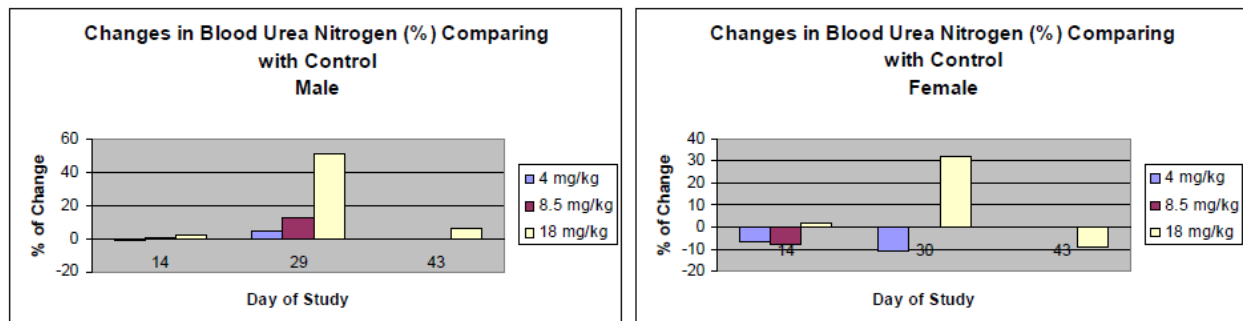 Changes in Blood Urea Nitrogen (%) Comparing
with Control
Male
% of Change
60
40
20
0
-20
14
29
43
Day of Study
4 mg/kg
8.5 mg/kg
18 mg/kg
Changes in Blood Urea Nitrogen (%) Comparing
with Control
Female
% of Change
40
30
20
10
0
-10
-20
14
30
43
Day of Study
4 mg/kg
8.5 mg/kg
18 mg/kg